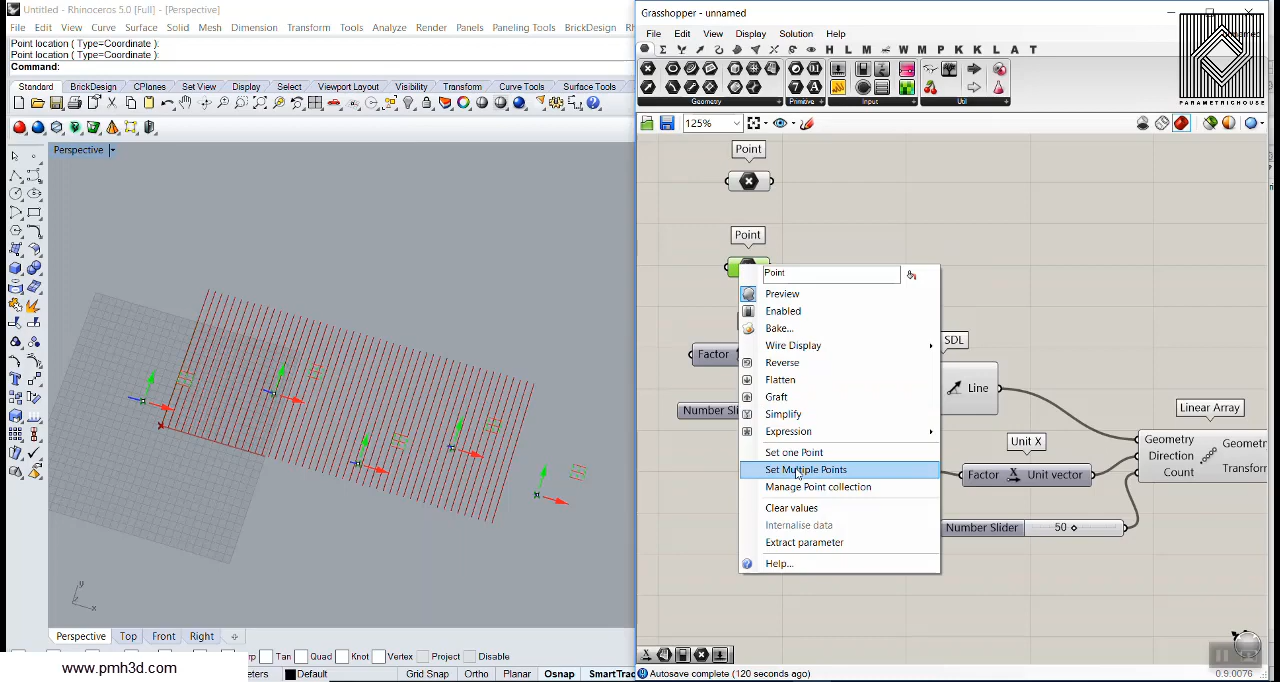 Untitled - Rhinoceros 5.0 [Full] - [Perspective]
File Edit View Curve Surface Solid Mesh Dimension Transform Tools Analyze Render Panels Paneling Tools BrickDesign
Point location ( Type=Coordinate ):
Point location ( Type=Coordinate ):
Command:
Standard BrickDesign CPlanes Set View Display Select Viewport Layout Visibility Transform Curve Tools Surface Tools
Perspective
y
x
Perspective Top Front Right
Tan Quad Knot Vertex Project Disable
www.pmh3d.com
Default Grid Snap Ortho Planar Osnap SmartTrac
Grasshopper - unnamed
File Edit View Display Solution Help
H L M W M P K K L A T
Geometry Primitive Input Util
PARAMETRICHOUSE
125%
Point
Point
Point
Preview
Enabled
Bake...
Wire Display
Reverse
Flatten
Graft
Simplify
Expression
Set one Point
Set Multiple Points
Manage Point collection
Clear values
Internalise data
Extract parameter
Help...
Factor
Number Sli
SDL
Line
Linear Array
Geometry
Direction
Count
Geometr
Transform
Unit X
Factor Unit vector
Number Slider 50
Autosave complete (120 seconds ago)
0.9.0076